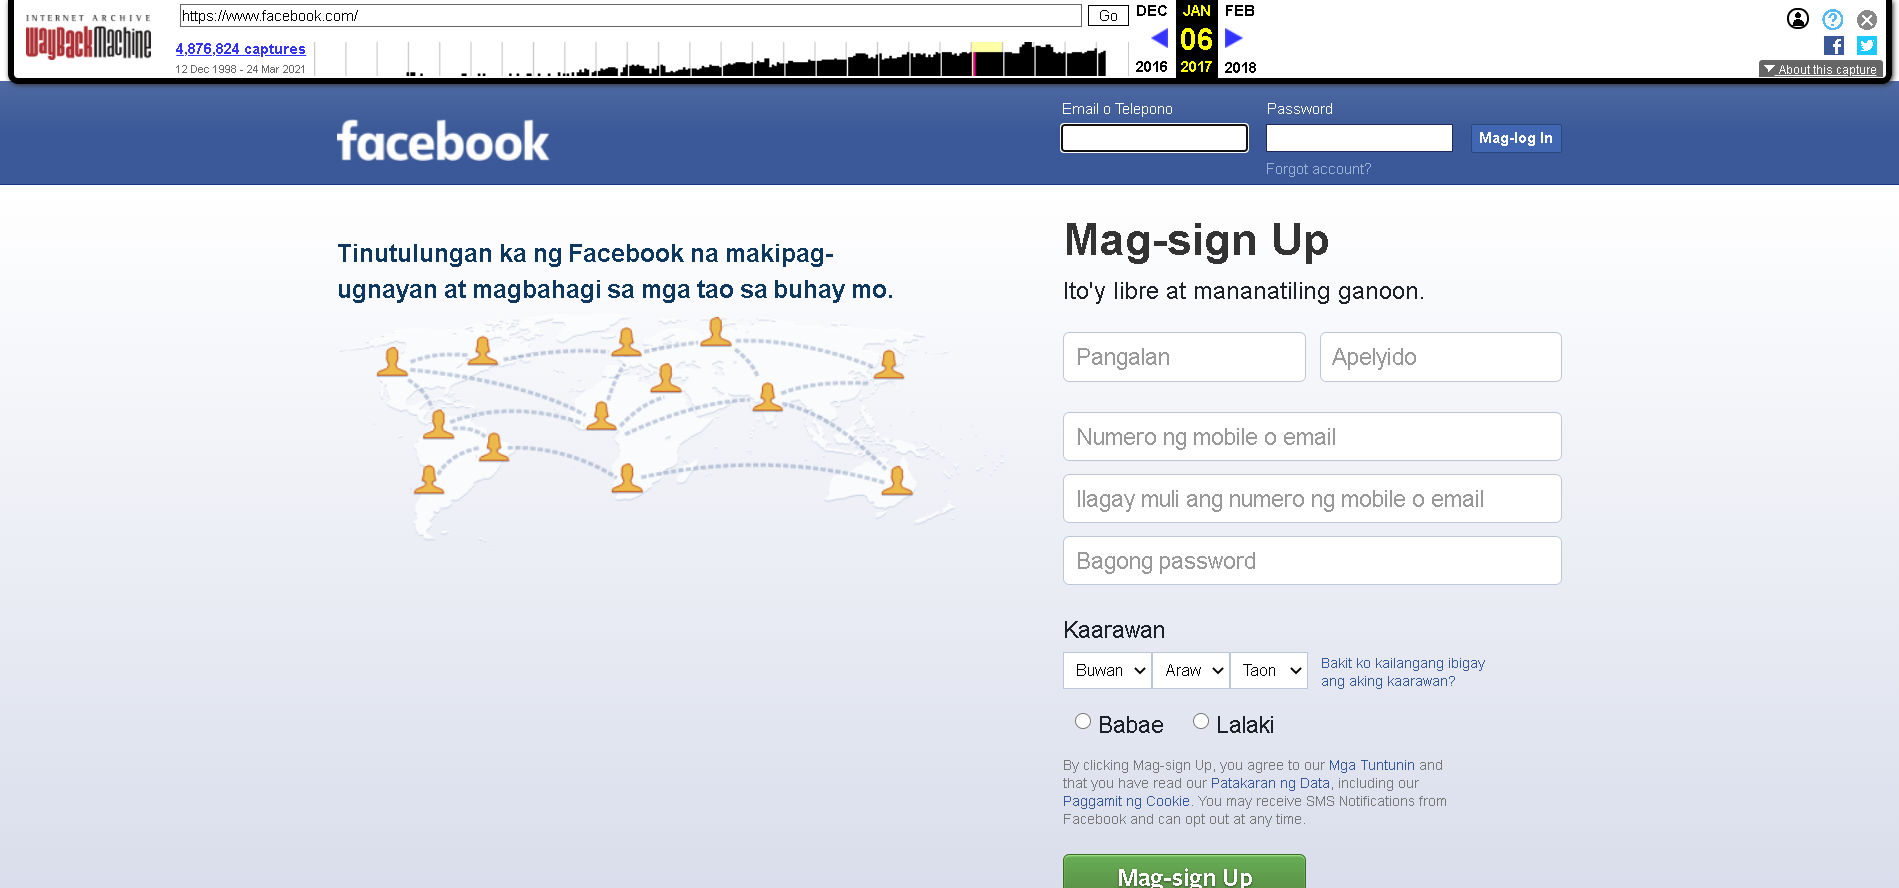 INTERNET ARCHIVE
WayBackMachine
https://www.facebook.com/
Go
DEC
JAN
FEB
4,876,824 captures
06
12 Dec 1998 - 24 Mar 2021
2016
2017
2018
About this capture
facebook
Email o Telepono
Password
Mag-log In
Forgot account?
Tinutulungan ka ng Facebook na makipag-
ugnayan at magbahagi sa mga tao sa buhay mo.
Mag-sign Up
Ito'y libre at mananatiling ganoon.
Pangalan
Apelyido
Numero ng mobile o email
Ilagay muli ang numero ng mobile o email
Bagong password
Kaarawan
Buwan
Araw
Taon
Bakit ko kailangang ibigay
ang aking kaarawan?
Babae
Lalaki
By clicking Mag-sign Up, you agree to our Mga Tuntunin and
that you have read our Patakaran ng Data, including our
Paggamit ng Cookie. You may receive SMS Notifications from
Facebook and can opt out at any time.
Mag-sign Up